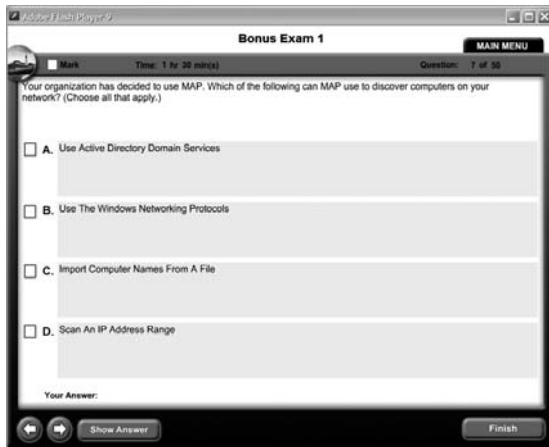 Adobe Flash Player 9
Bonus Exam 1
MAIN MENU
Mark Time: 1 hr 30 min(s) Question: 7 of 50
Your organization has decided to use MAP. Which of the following can MAP use to discover computers on your
network? (Choose all that apply.)
A. Use Active Directory Domain Services
B. Use The Windows Networking Protocols
C. Import Computer Names From A File
D. Scan An IP Address Range
Your Answer:
Show Answer Finish